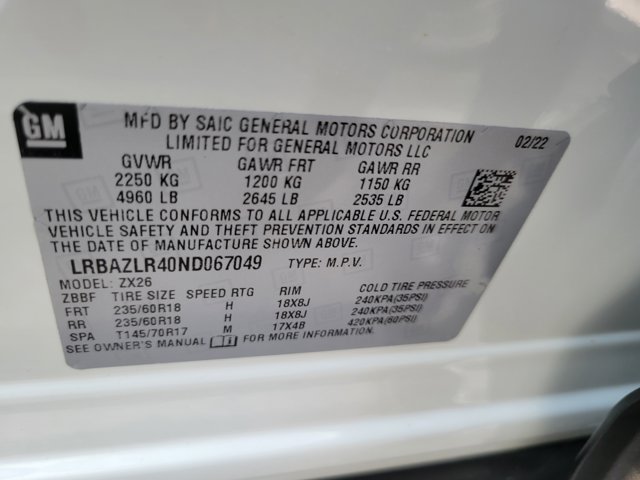 GM
MFD BY SAIC GENERAL MOTORS CORPORATION
LIMITED FOR GENERAL MOTORS LLC
02/22
GVWR GAWR FRT GAWR RR
2250 KG 1200 KG 1150 KG
4960 LB 2645 LB 2535 LB
THIS VEHICLE CONFORMS TO ALL APPLICABLE U.S. FEDERAL MOTOR
VEHICLE SAFETY AND THEFT PREVENTION STANDARDS IN EFFECT ON
THE DATE OF MANUFACTURE SHOWN ABOVE.
LRBAZLR40ND067049 TYPE: M.P.V.
MODEL: ZX26
ZBBF TIRE SIZE SPEED RTG RIM COLD TIRE PRESSURE
FRT 235/60R18 H 18X8J 240KPA(35PSI)
RR 235/60R18 H 18X8J 240KPA(35PSI)
SPA T145/70R17 M 17X4B 420KPA(60PSI)
SEE OWNER'S MANUAL FOR MORE INFORMATION.